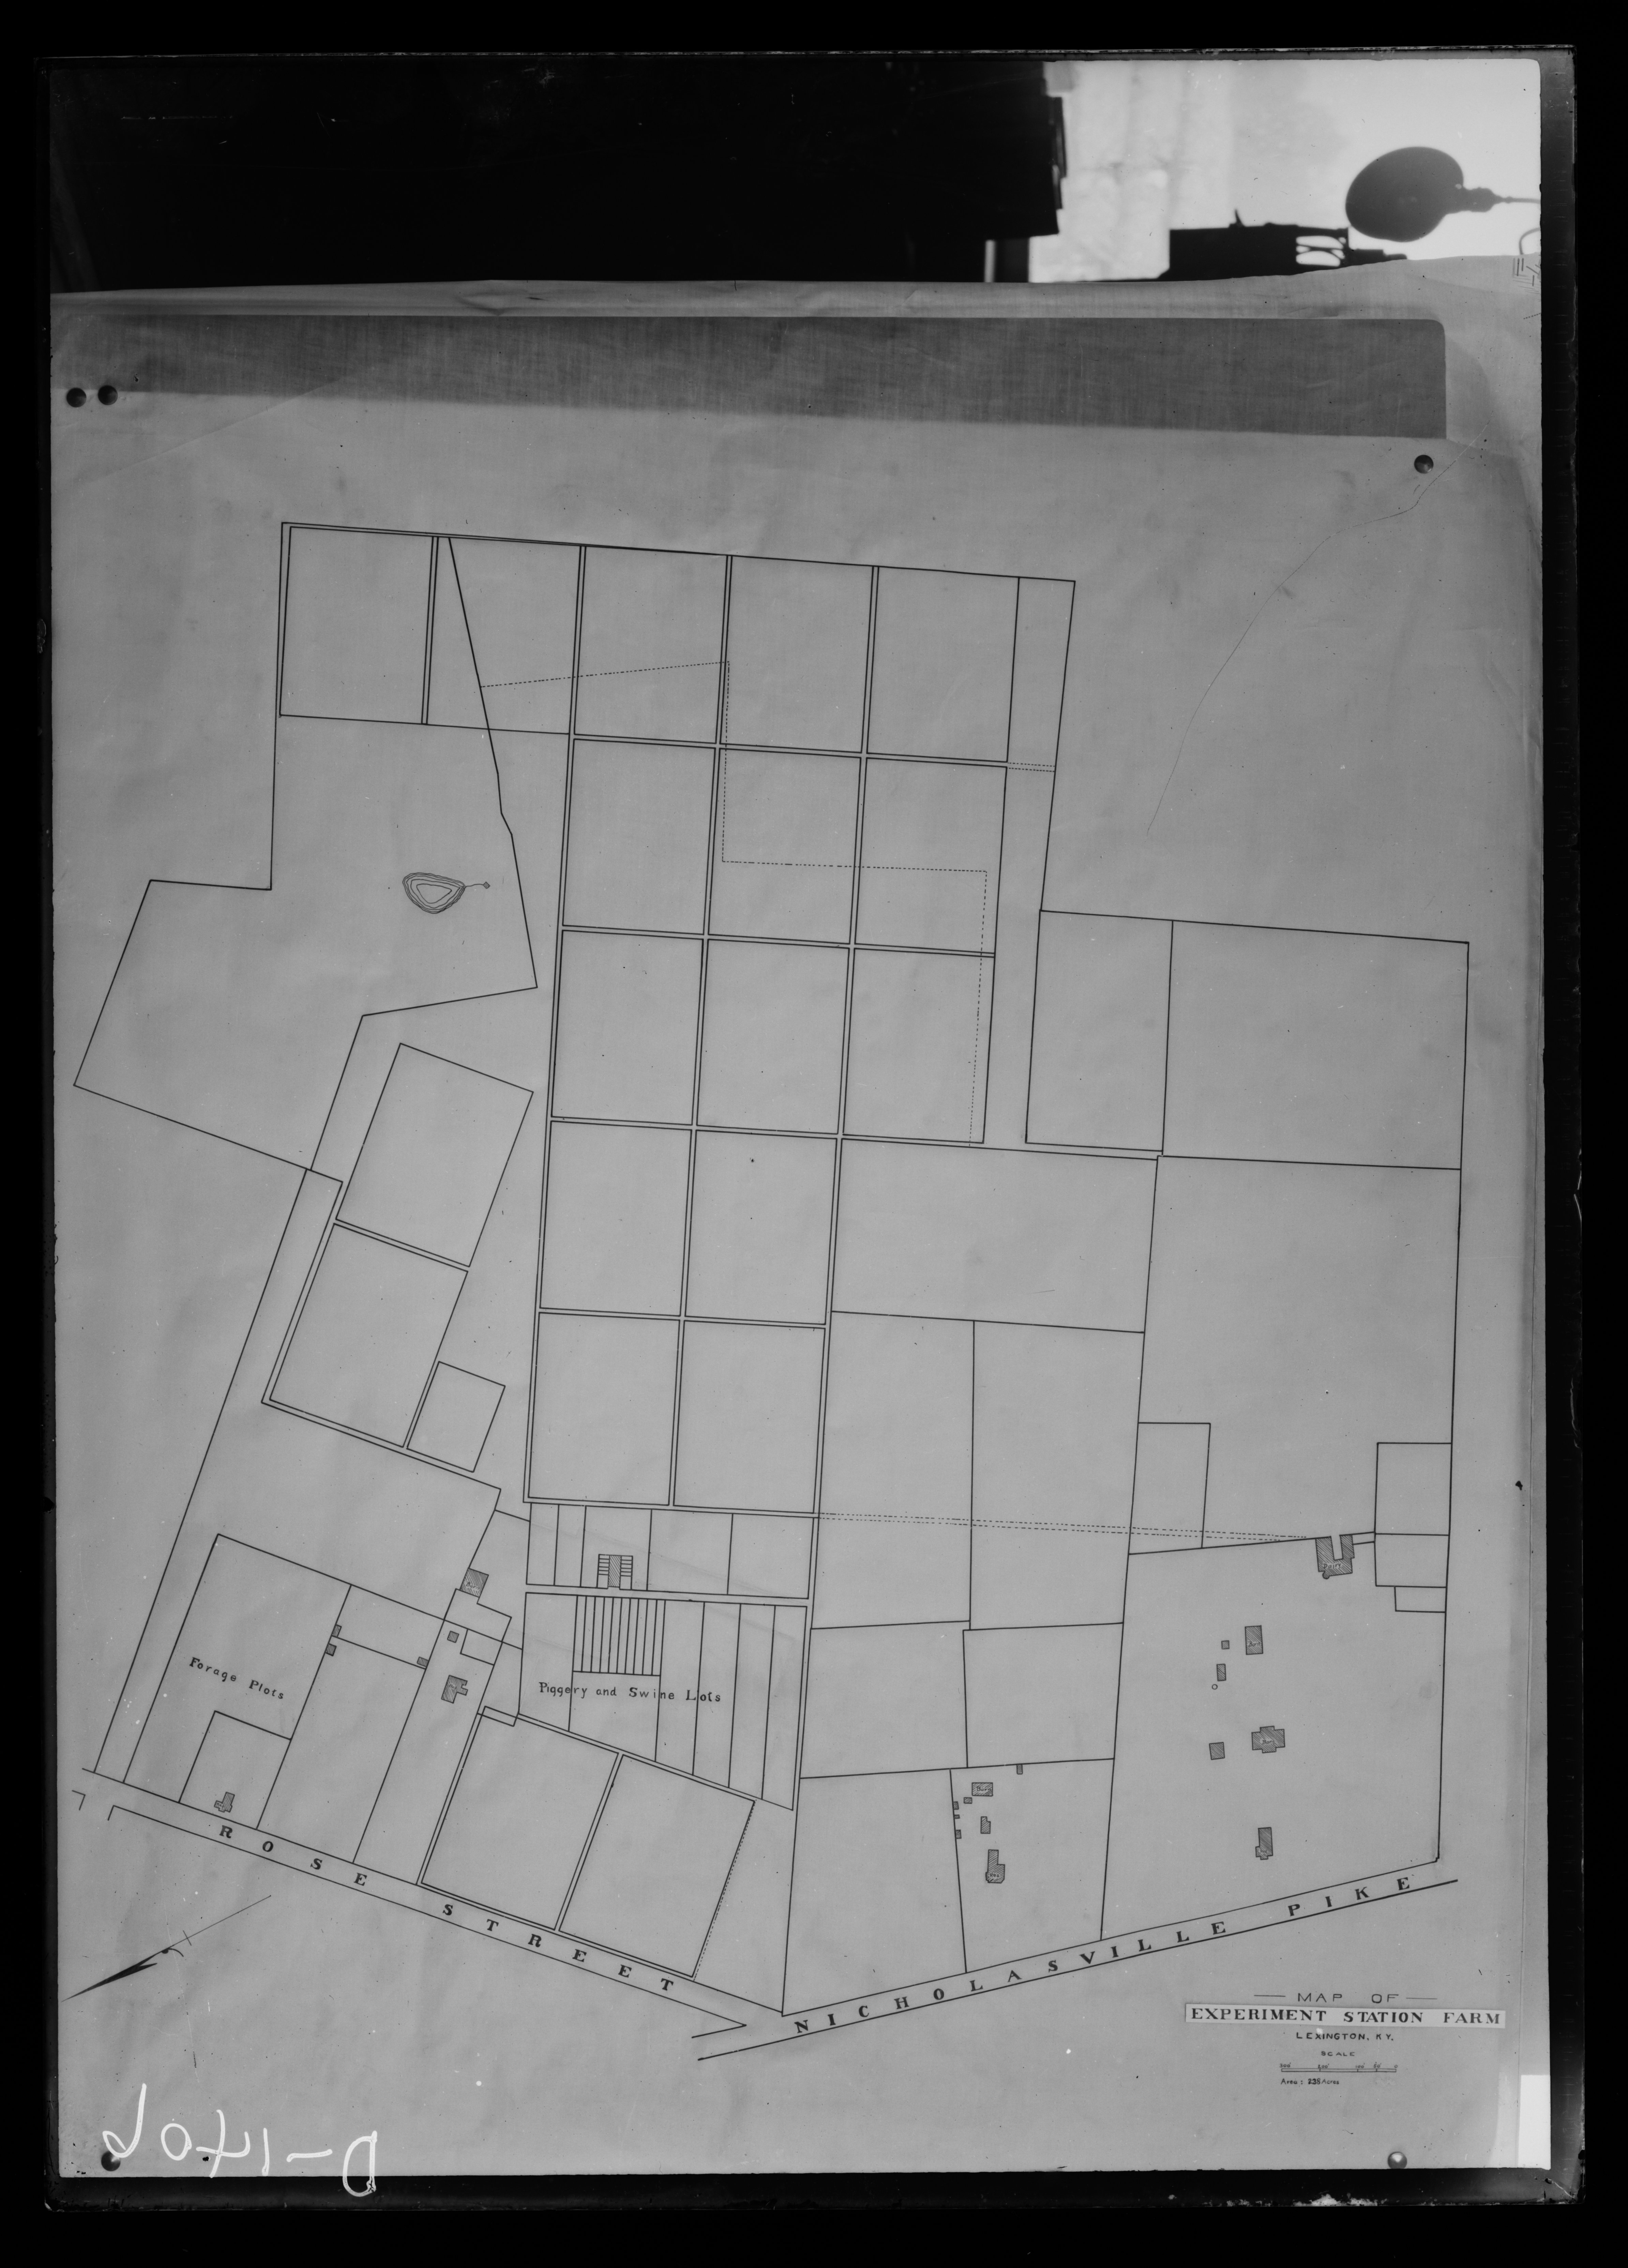 Forage Plots
Piggery and Swine Lots
ROSE STREET
NICHOLASVILLE PIKE
MAP OF
EXPERIMENT STATION FARM
LEXINGTON, KY.
SCALE
Area: 235 Acres
D-1406